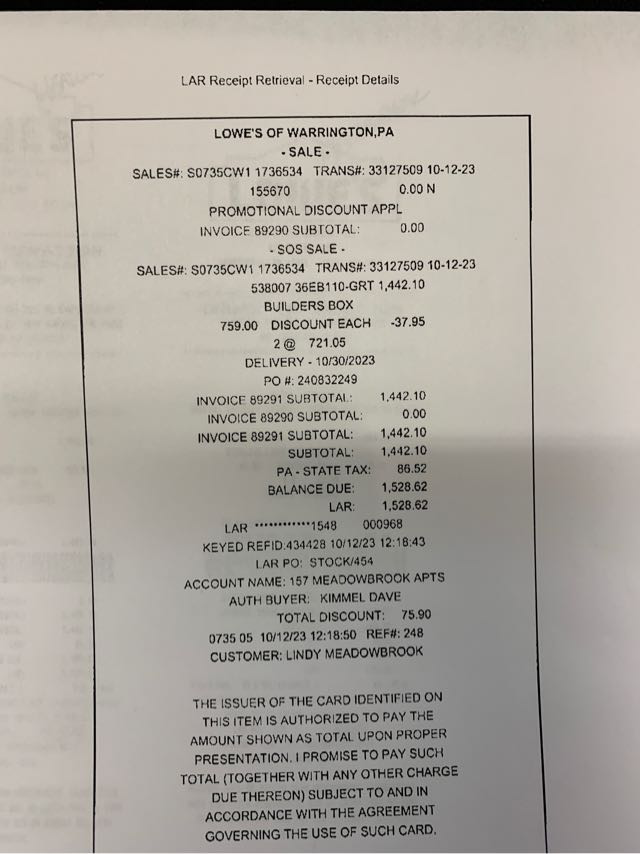 LAR Receipt Retrieval - Receipt Details
LOWE'S OF WARRINGTON,PA
- SALE -
SALES#: S0735CW1 1736534 TRANS#: 33127509 10-12-23
155670 0.00 N
PROMOTIONAL DISCOUNT APPL
INVOICE 89290 SUBTOTAL: 0.00
- SOS SALE -
SALES#: S0735CW1 1736534 TRANS#: 33127509 10-12-23
538007 36EB110-GRT 1,442.10
BUILDERS BOX
759.00 DISCOUNT EACH -37.95
2 @ 721.05
DELIVERY - 10/30/2023
PO #: 240832249
INVOICE 89291 SUBTOTAL: 1,442.10
INVOICE 89290 SUBTOTAL: 0.00
INVOICE 89291 SUBTOTAL: 1,442.10
SUBTOTAL: 1,442.10
PA - STATE TAX: 86.52
BALANCE DUE: 1,528.62
LAR: 1,528.62
LAR ************1548 000968
KEYED REFID:434428 10/12/23 12:18:43
LAR PO: STOCK/454
ACCOUNT NAME: 157 MEADOWBROOK APTS
AUTH BUYER: KIMMEL DAVE
TOTAL DISCOUNT: 75.90
0735 05 10/12/23 12:18:50 REF#: 248
CUSTOMER: LINDY MEADOWBROOK
THE ISSUER OF THE CARD IDENTIFIED ON
THIS ITEM IS AUTHORIZED TO PAY THE
AMOUNT SHOWN AS TOTAL UPON PROPER
PRESENTATION. I PROMISE TO PAY SUCH
TOTAL (TOGETHER WITH ANY OTHER CHARGE
DUE THEREON) SUBJECT TO AND IN
ACCORDANCE WITH THE AGREEMENT
GOVERNING THE USE OF SUCH CARD.